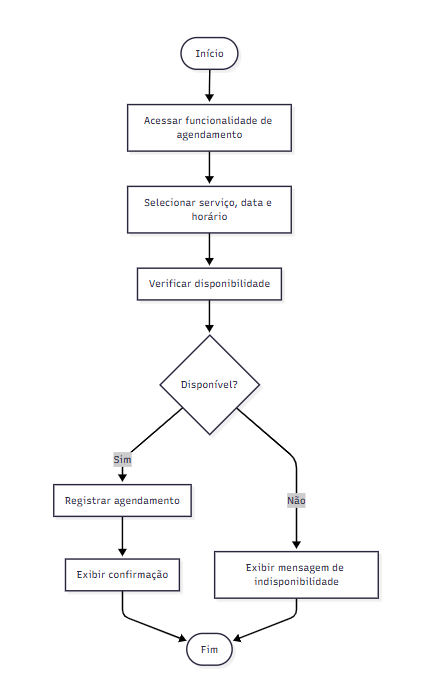 Início
Acessar funcionalidade de
agendamento
Selecionar serviço, data e
horário
Verificar disponibilidade
Disponível?
Sim
Registrar agendamento
Não
Exibir confirmação
Exibir mensagem de
indisponibilidade
Fim